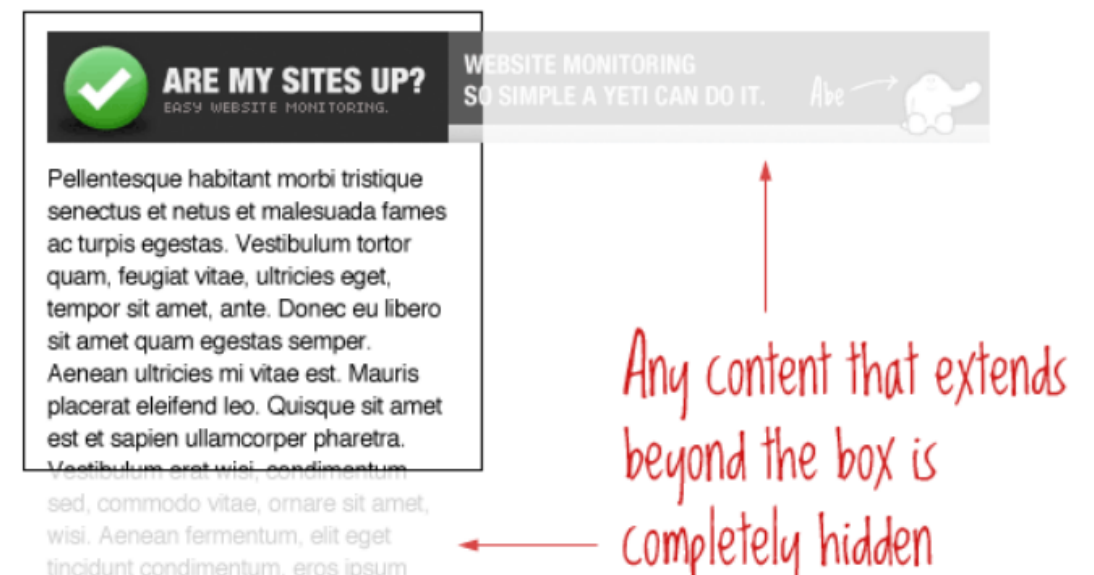 ARE MY SITES UP?
EASY WEBSITE MONITORING.
WEBSITE MONITORING
SO SIMPLE A YETI CAN DO IT.
Abe
Pellentesque habitant morbi tristique
senectus et netus et malesuada fames
ac turpis egestas. Vestibulum tortor
quam, feugiat vitae, ultricies eget,
tempor sit amet, ante. Donec eu libero
sit amet quam egestas semper.
Aenean ultricies mi vitae est. Mauris
placerat eleifend leo. Quisque sit amet
est et sapien ullamcorper pharetra.
Vestibulum erat wisi, condimentum
sed, commodo vitae, ornare sit amet,
wisi. Aenean fermentum, elit eget
tincidunt condimentum, eros ipsum
Any content that extends
beyond the box is
completely hidden